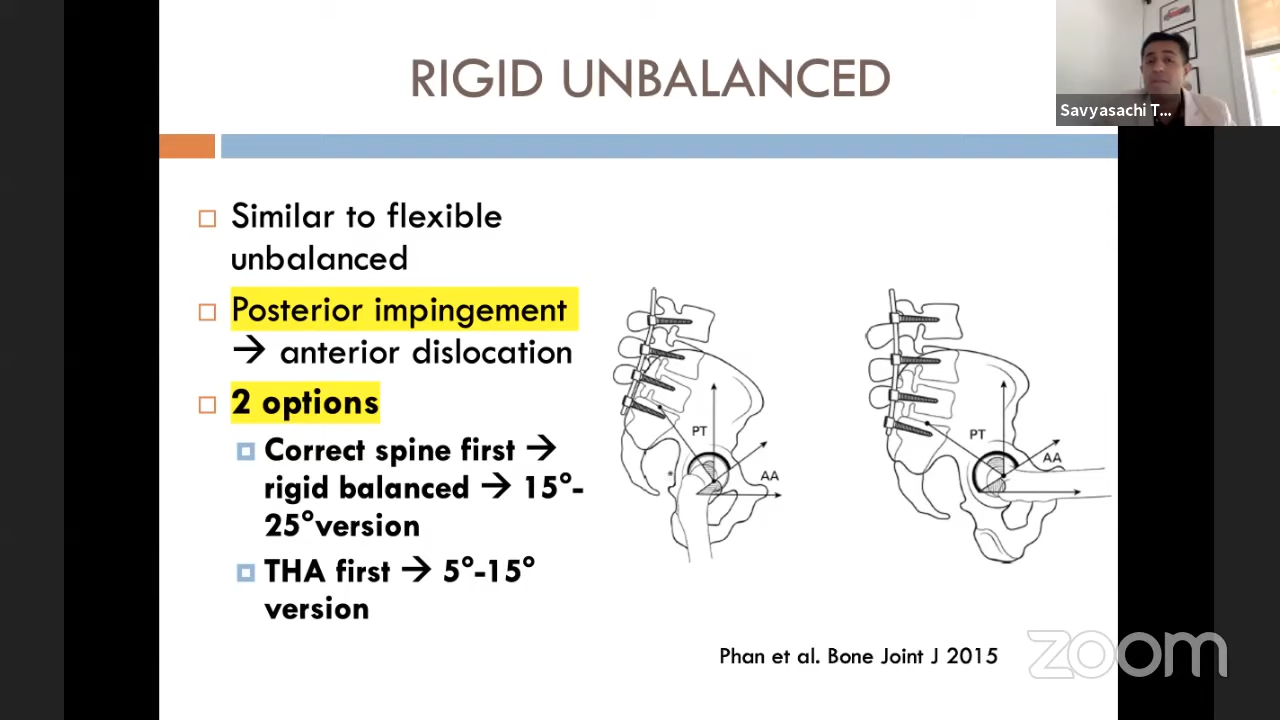 RIGID UNBALANCED
Savyasachi T...
Similar to flexible
unbalanced
Posterior impingement
→ anterior dislocation
2 options
Correct spine first →
rigid balanced → 15°-
25°version
THA first → 5°-15°
version
PT
AA
PT
AA
Phan et al. Bone Joint J 2015
zoom